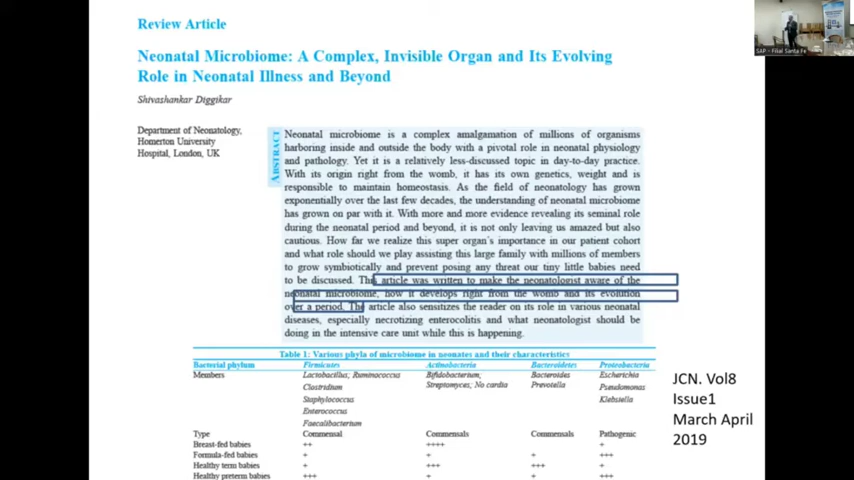 Review Article
SAP - Filial Santa Fe
Neonatal Microbiome: A Complex, Invisible Organ and Its Evolving
Role in Neonatal Illness and Beyond
Shivashankar Diggikar
Department of Neonatology,
Homerton University
Hospital, London, UK
ABSTRACT
Neonatal microbiome is a complex amalgamation of millions of organisms
harboring inside and outside the body with a pivotal role in neonatal physiology
and pathology. Yet it is a relatively less-discussed topic in day-to-day practice.
With its origin right from the womb, it has its own genetics, weight and is
responsible to maintain homeostasis. As the field of neonatology has grown
exponentially over the last few decades, the understanding of neonatal microbiome
has grown on par with it. With more and more evidence revealing its seminal role
during the neonatal period and beyond, it is not only leaving us amazed but also
cautious. How far we realize this super organ's importance in our patient cohort
and what role should we play assisting this large family with millions of members
to grow symbiotically and prevent posing any threat our tiny little babies need
to be discussed. This article was written to make the neonatologist aware of the
neonatal microbiome, how it develops right from the womb and its evolution
over a period. The article also sensitizes the reader on its role in various neonatal
diseases, especially necrotizing enterocolitis and what neonatologist should be
doing in the intensive care unit while this is happening.
Table 1: Various phyla of microbiome in neonates and their characteristics
Bacterial phylum Firmicutes Actinobacteria Bacteroidetes Proteobacteria
Members Lactobacillus, Ruminococcus Bifidobacterium, Bacteroides Escherichia
Clostridium Streptomyces, No cardia Prevotella Pseudomonas
Staphylococcus Klebsiella
Enterococcus
Faecalibacterium
Type Commensal Commensals Commensals Pathogenic
Breast-fed babies ++ ++++ +
Formula-fed babies + + + +++
Healthy term babies + +++ +++ +
Healthy preterm babies +++ + + +++
JCN. Vol8
Issue1
March April
2019